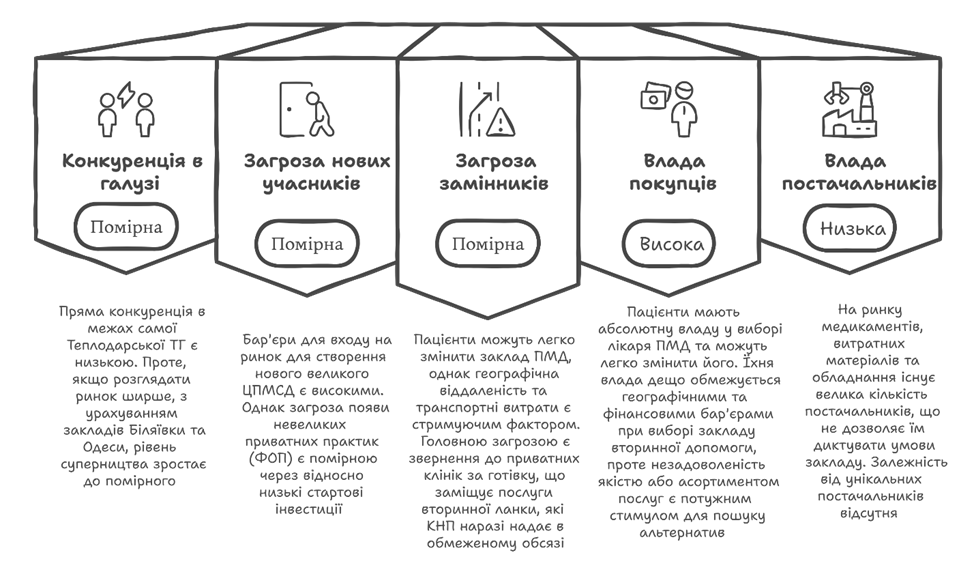 Конкуренція в
галузі
Помірна
Пряма конкуренція в
межах самої
Теплодарської ТГ є
низькою. Проте,
якщо розглядати
ринок ширше, з
урахуванням
закладів Біляївки та
Одеси, рівень
суперництва зростає
до помірного
Загроза нових
учасників
Помірна
Бар'єри для входу на
ринок для створення
нового великого
ЦПМСД є високими.
Однак загроза появи
невеликих
приватних практик
(ФОП) є помірною
через відносно
низькі стартові
інвестиції
Загроза
замінників
Помірна
Пацієнти можуть легко
змінити заклад ПМД,
однак географічна
віддаленість та
транспортні витрати є
стримуючим фактором.
Головною загрозою є
звернення до приватних
клінік за готівку, що
заміщує послуги
вторинної ланки, які
КНП наразі надає в
обмеженому обсязі
Влада
покупців
Висока
Пацієнти мають
абсолютну владу у виборі
лікаря ПМД та можуть
легко змінити його. Їхня
влада дещо обмежується
географічними та
фінансовими бар'єрами
при виборі закладу
вторинної допомоги,
проте незадоволеність
якістю або асортиментом
послуг є потужним
стимулом для пошуку
альтернатив
Влада
постачальників
Низька
На ринку
медикаментів,
витратних
матеріалів та
обладнання існує
велика кількість
постачальників, що
не дозволяє їм
диктувати умови
закладу. Залежність
від унікальних
постачальників
відсутня